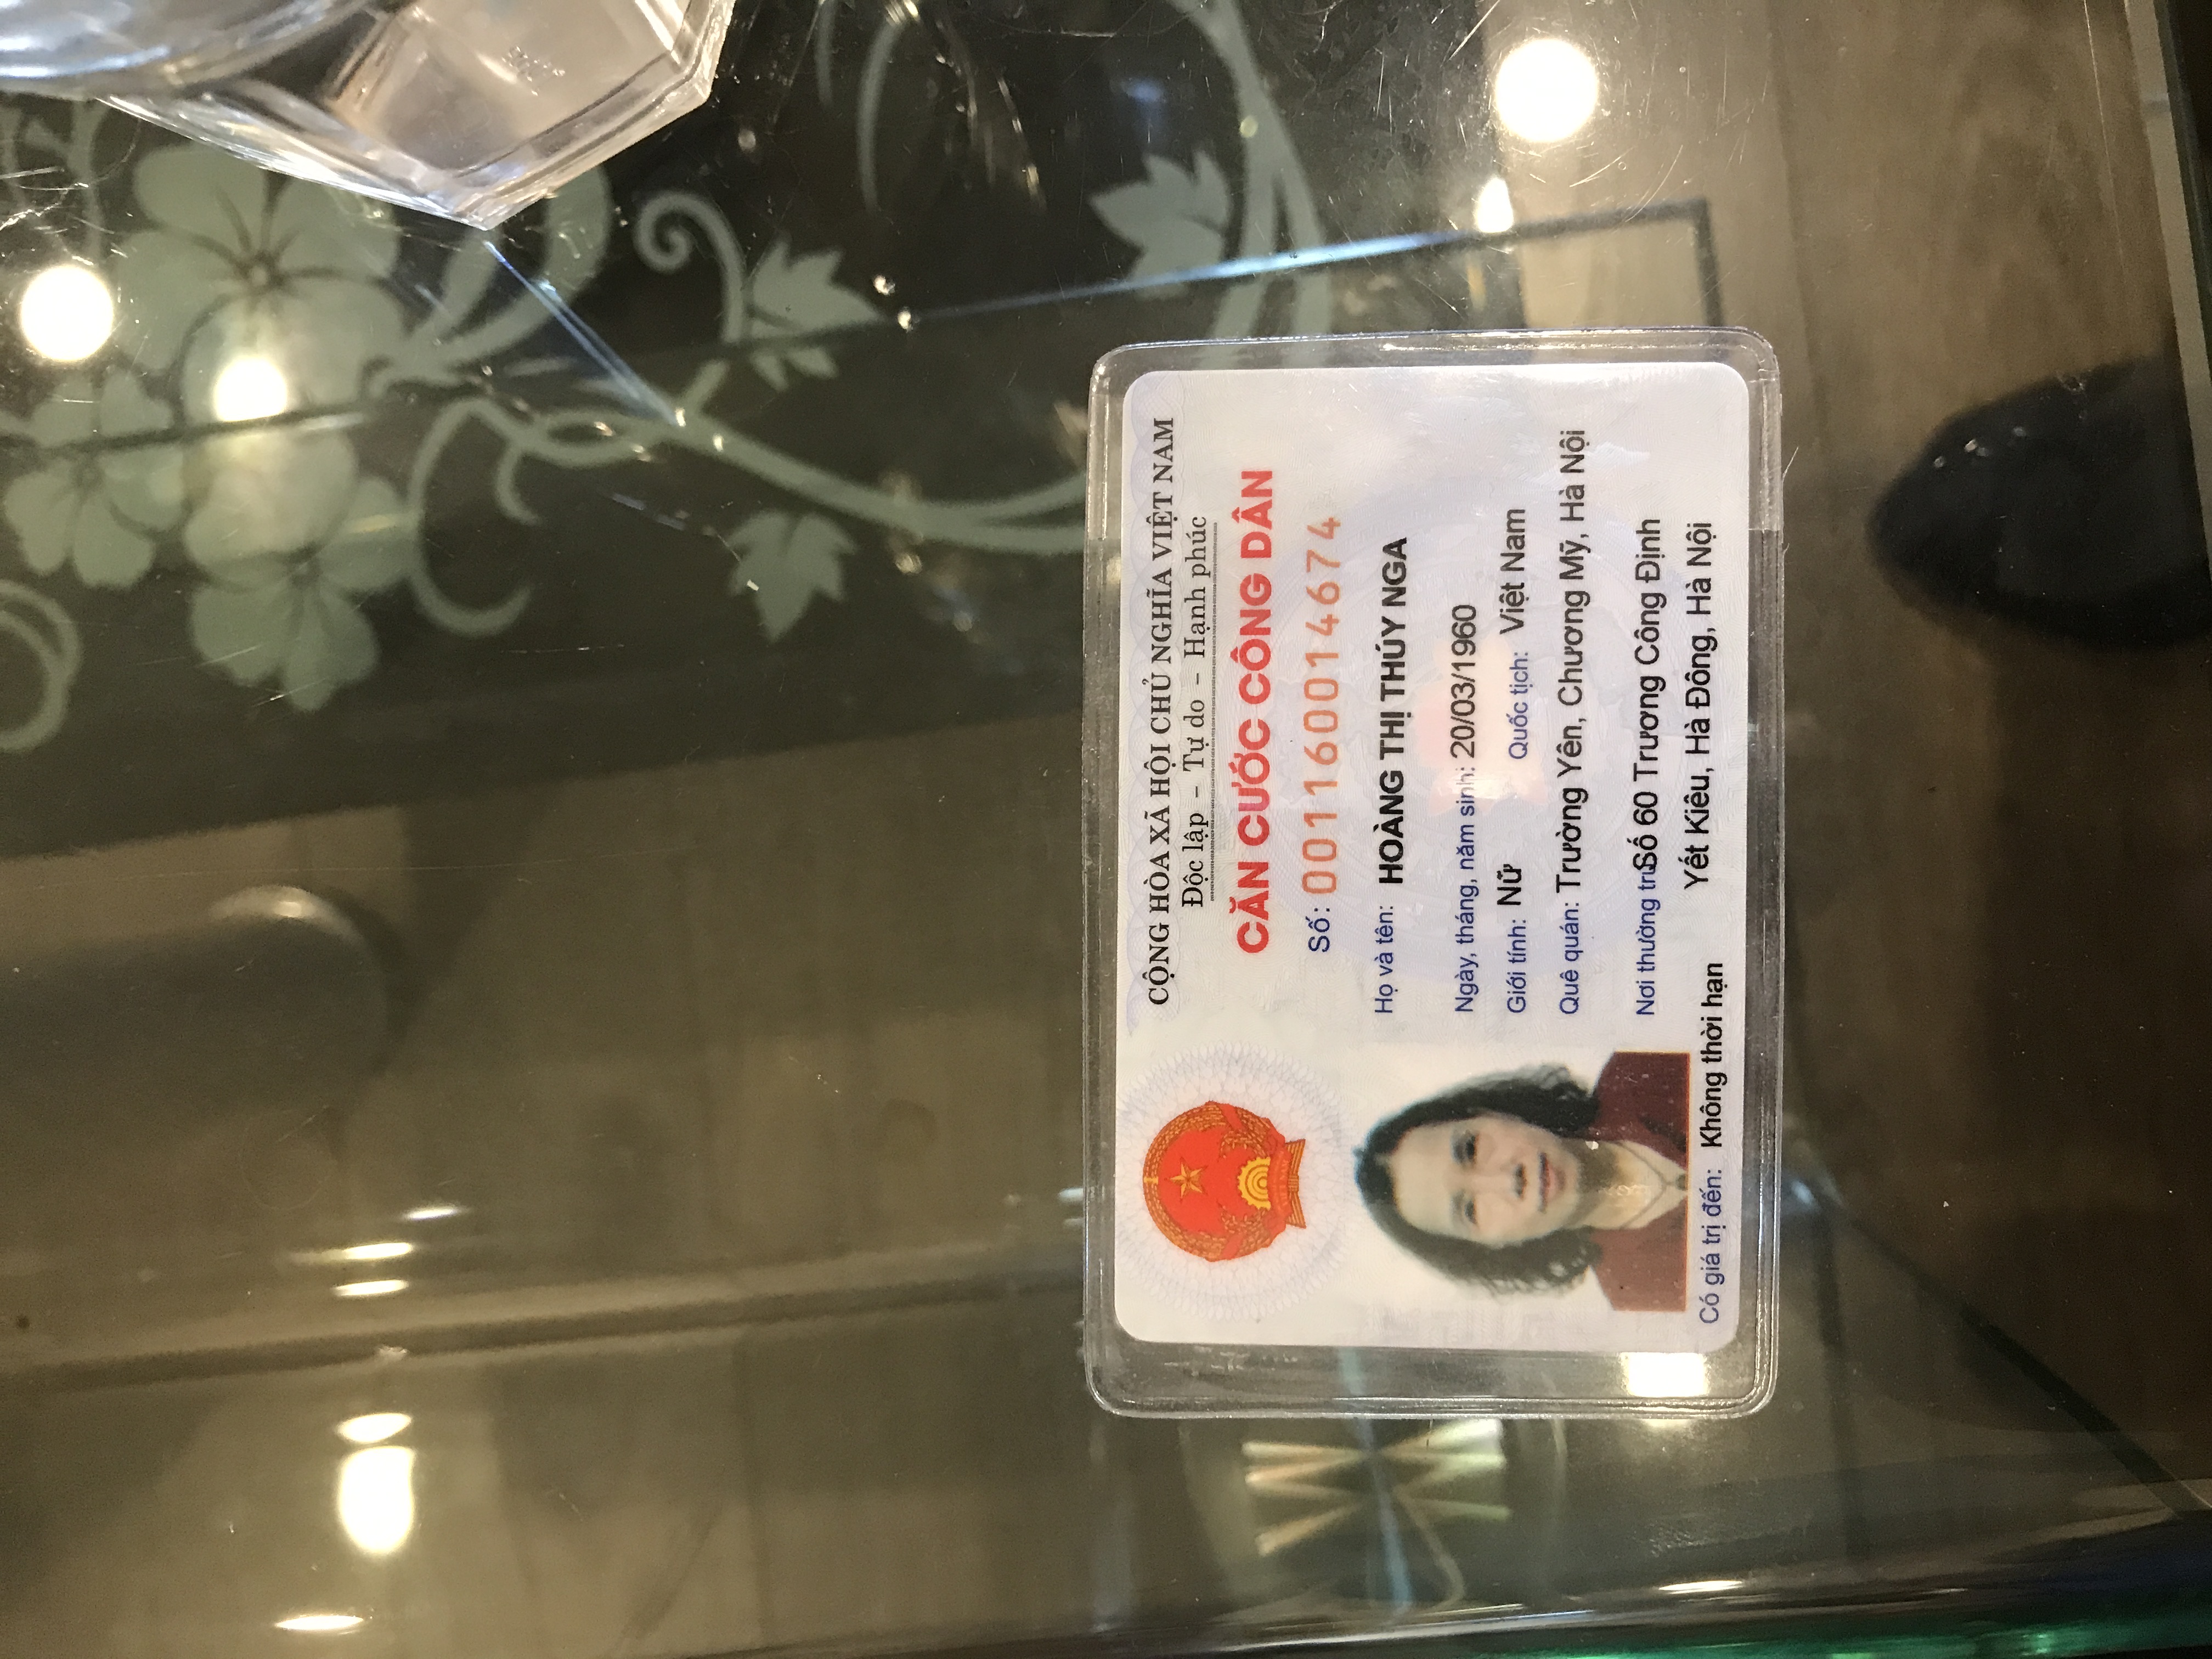 CỘNG HÒA XÃ HỘI CHỦ NGHĨA VIỆT NAM
Độc lập - Tự do - Hạnh phúc
CĂN CƯỚC CÔNG DÂN
Số: 001160014674
Họ và tên: HOÀNG THỊ THÚY NGA
Ngày, tháng, năm sinh: 20/03/1960
Giới tính: Nữ Quốc tịch: Việt Nam
Quê quán: Trường Yên, Chương Mỹ, Hà Nội
Nơi thường trú: Số 60 Trương Công Định
Yết Kiêu, Hà Đông, Hà Nội
Có giá trị đến: Không thời hạn
VIỆT NAM